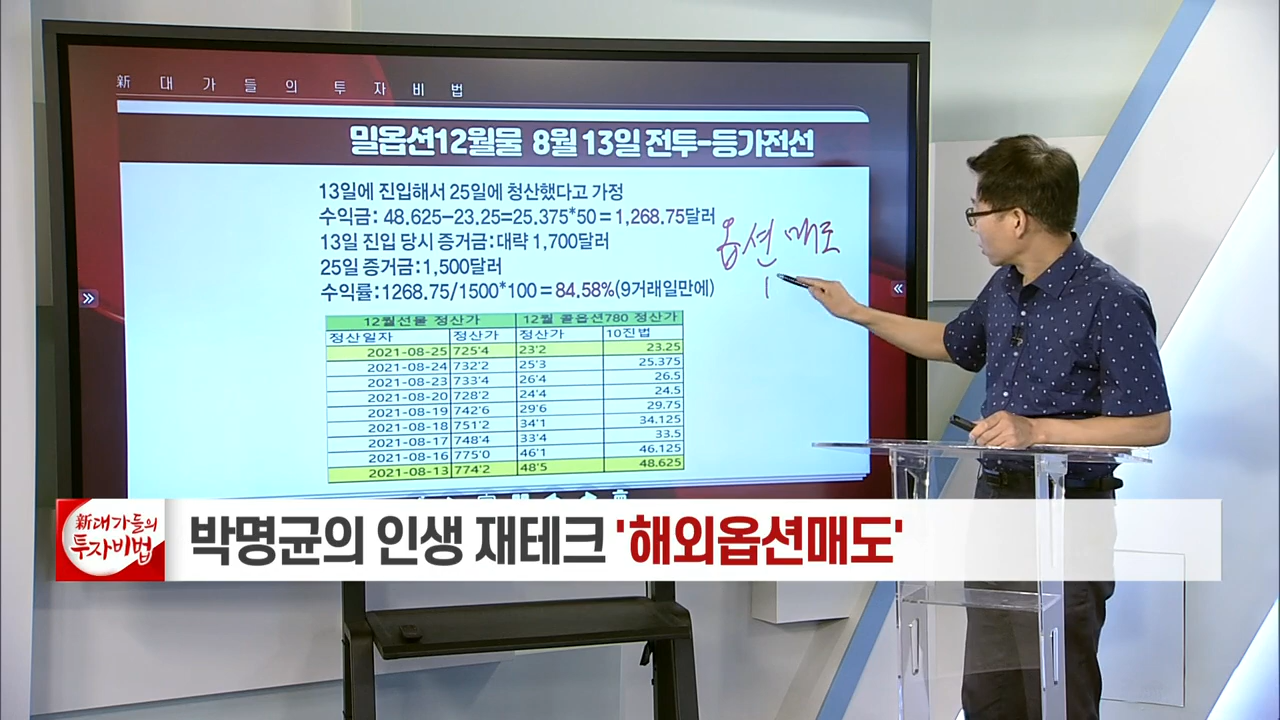 新 대 가 들 의 투 자 비 법
밀옵션12월물 8월 13일 전투-등가전선
13일에 진입해서 25일에 청산했다고 가정
수익금: 48.625-23.25=25.375*50 = 1,268.75달러
13일 진입 당시 증거금:대략 1,700달러
25일 증거금:1,500달러
수익률:1268.75/1500*100 = 84.58%(9거래일만에)
옵션 매도
12월선물 정산가 12월 콜옵션780 정산가
정산일자 정산가 정산가 10진법
2021-08-25 725'4 23'2 23.25
2021-08-24 732'2 25'3 25.375
2021-08-23 733'4 26'4 26.5
2021-08-20 728'2 24'4 24.5
2021-08-19 742'6 29'6 29.75
2021-08-18 751'2 34'1 34.125
2021-08-17 748'4 33'4 33.5
2021-08-16 775'0 46'1 46.125
2021-08-13 774'2 48'5 48.625
新대가들의
투자비법
박명균의 인생 재테크 '해외옵션매도'